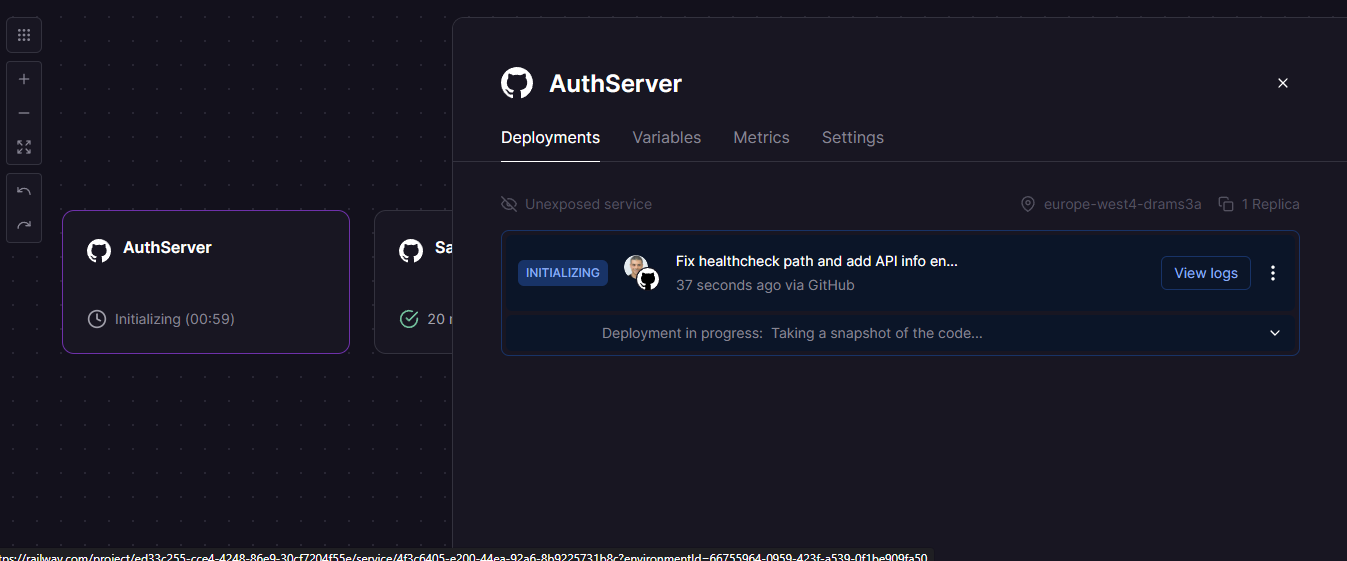 AuthServer
Deployments Variables Metrics Settings
Unexposed service europe-west4-drams3a 1 Replica
INITIALIZING
Fix healthcheck path and add API info en...
37 seconds ago via GitHub
View logs
Deployment in progress: Taking a snapshot of the code...
AuthServer
Initializing (00:59)
Sa
20
tps://railway.com/project/ed33c255-cce4-4248-86e9-30cf7204f55e/service/4f3c6405-e200-44ea-92a6-8b9225731b8c?environmentId=66755964-0959-423f-a539-0f1be909fa50